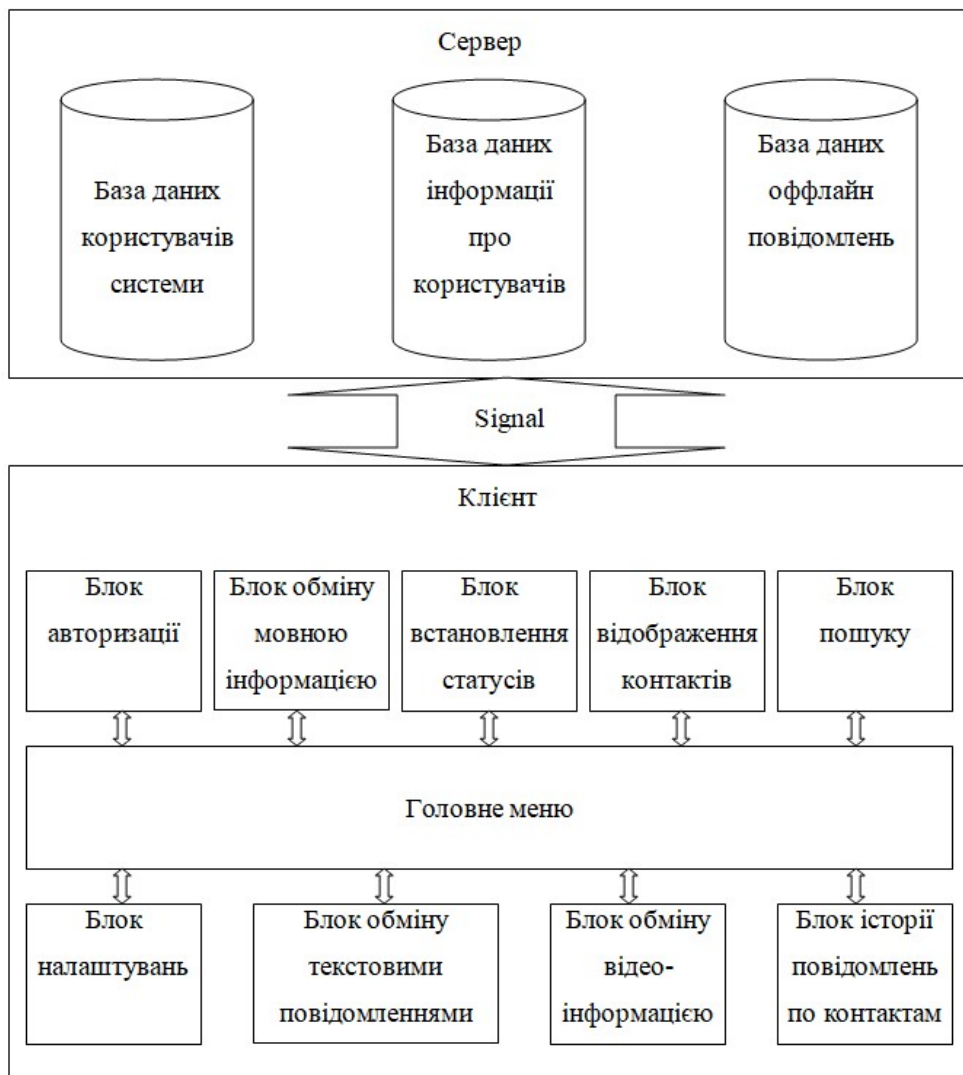 Сервер
База даних
користувачів
системи
База даних
інформації
про
користувачів
База даних
оффлайн
повідомлень
Signal
Клієнт
Блок
авторизації
Блок обміну
мовною
інформацією
Блок
встановлення
статусів
Блок
відображення
контактів
Блок
пошуку
Головне меню
Блок
налаштувань
Блок обміну
текстовими
повідомленнями
Блок обміну
відео-
інформацією
Блок історії
повідомлень
по контактам